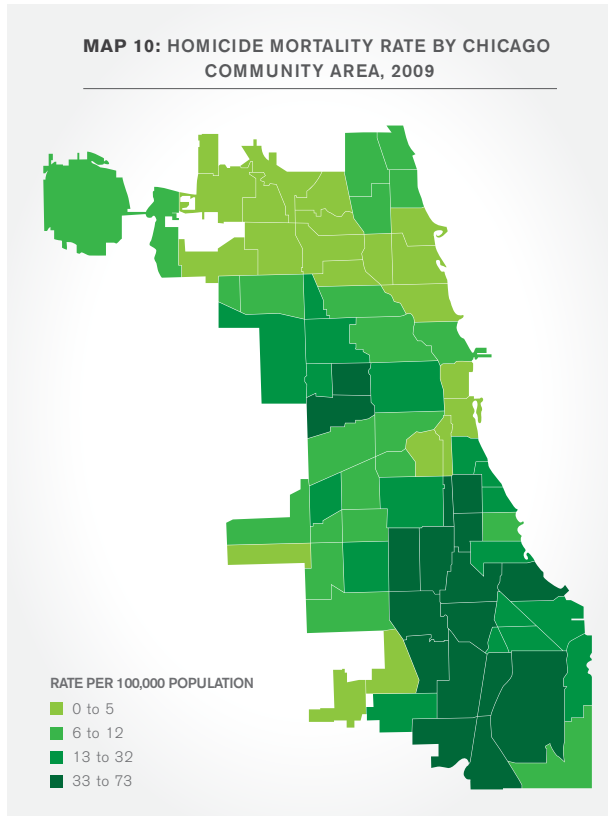 MAP 10: HOMICIDE MORTALITY RATE BY CHICAGO
COMMUNITY AREA, 2009
RATE PER 100,000 POPULATION
0 to 5
6 to 12
13 to 32
33 to 73